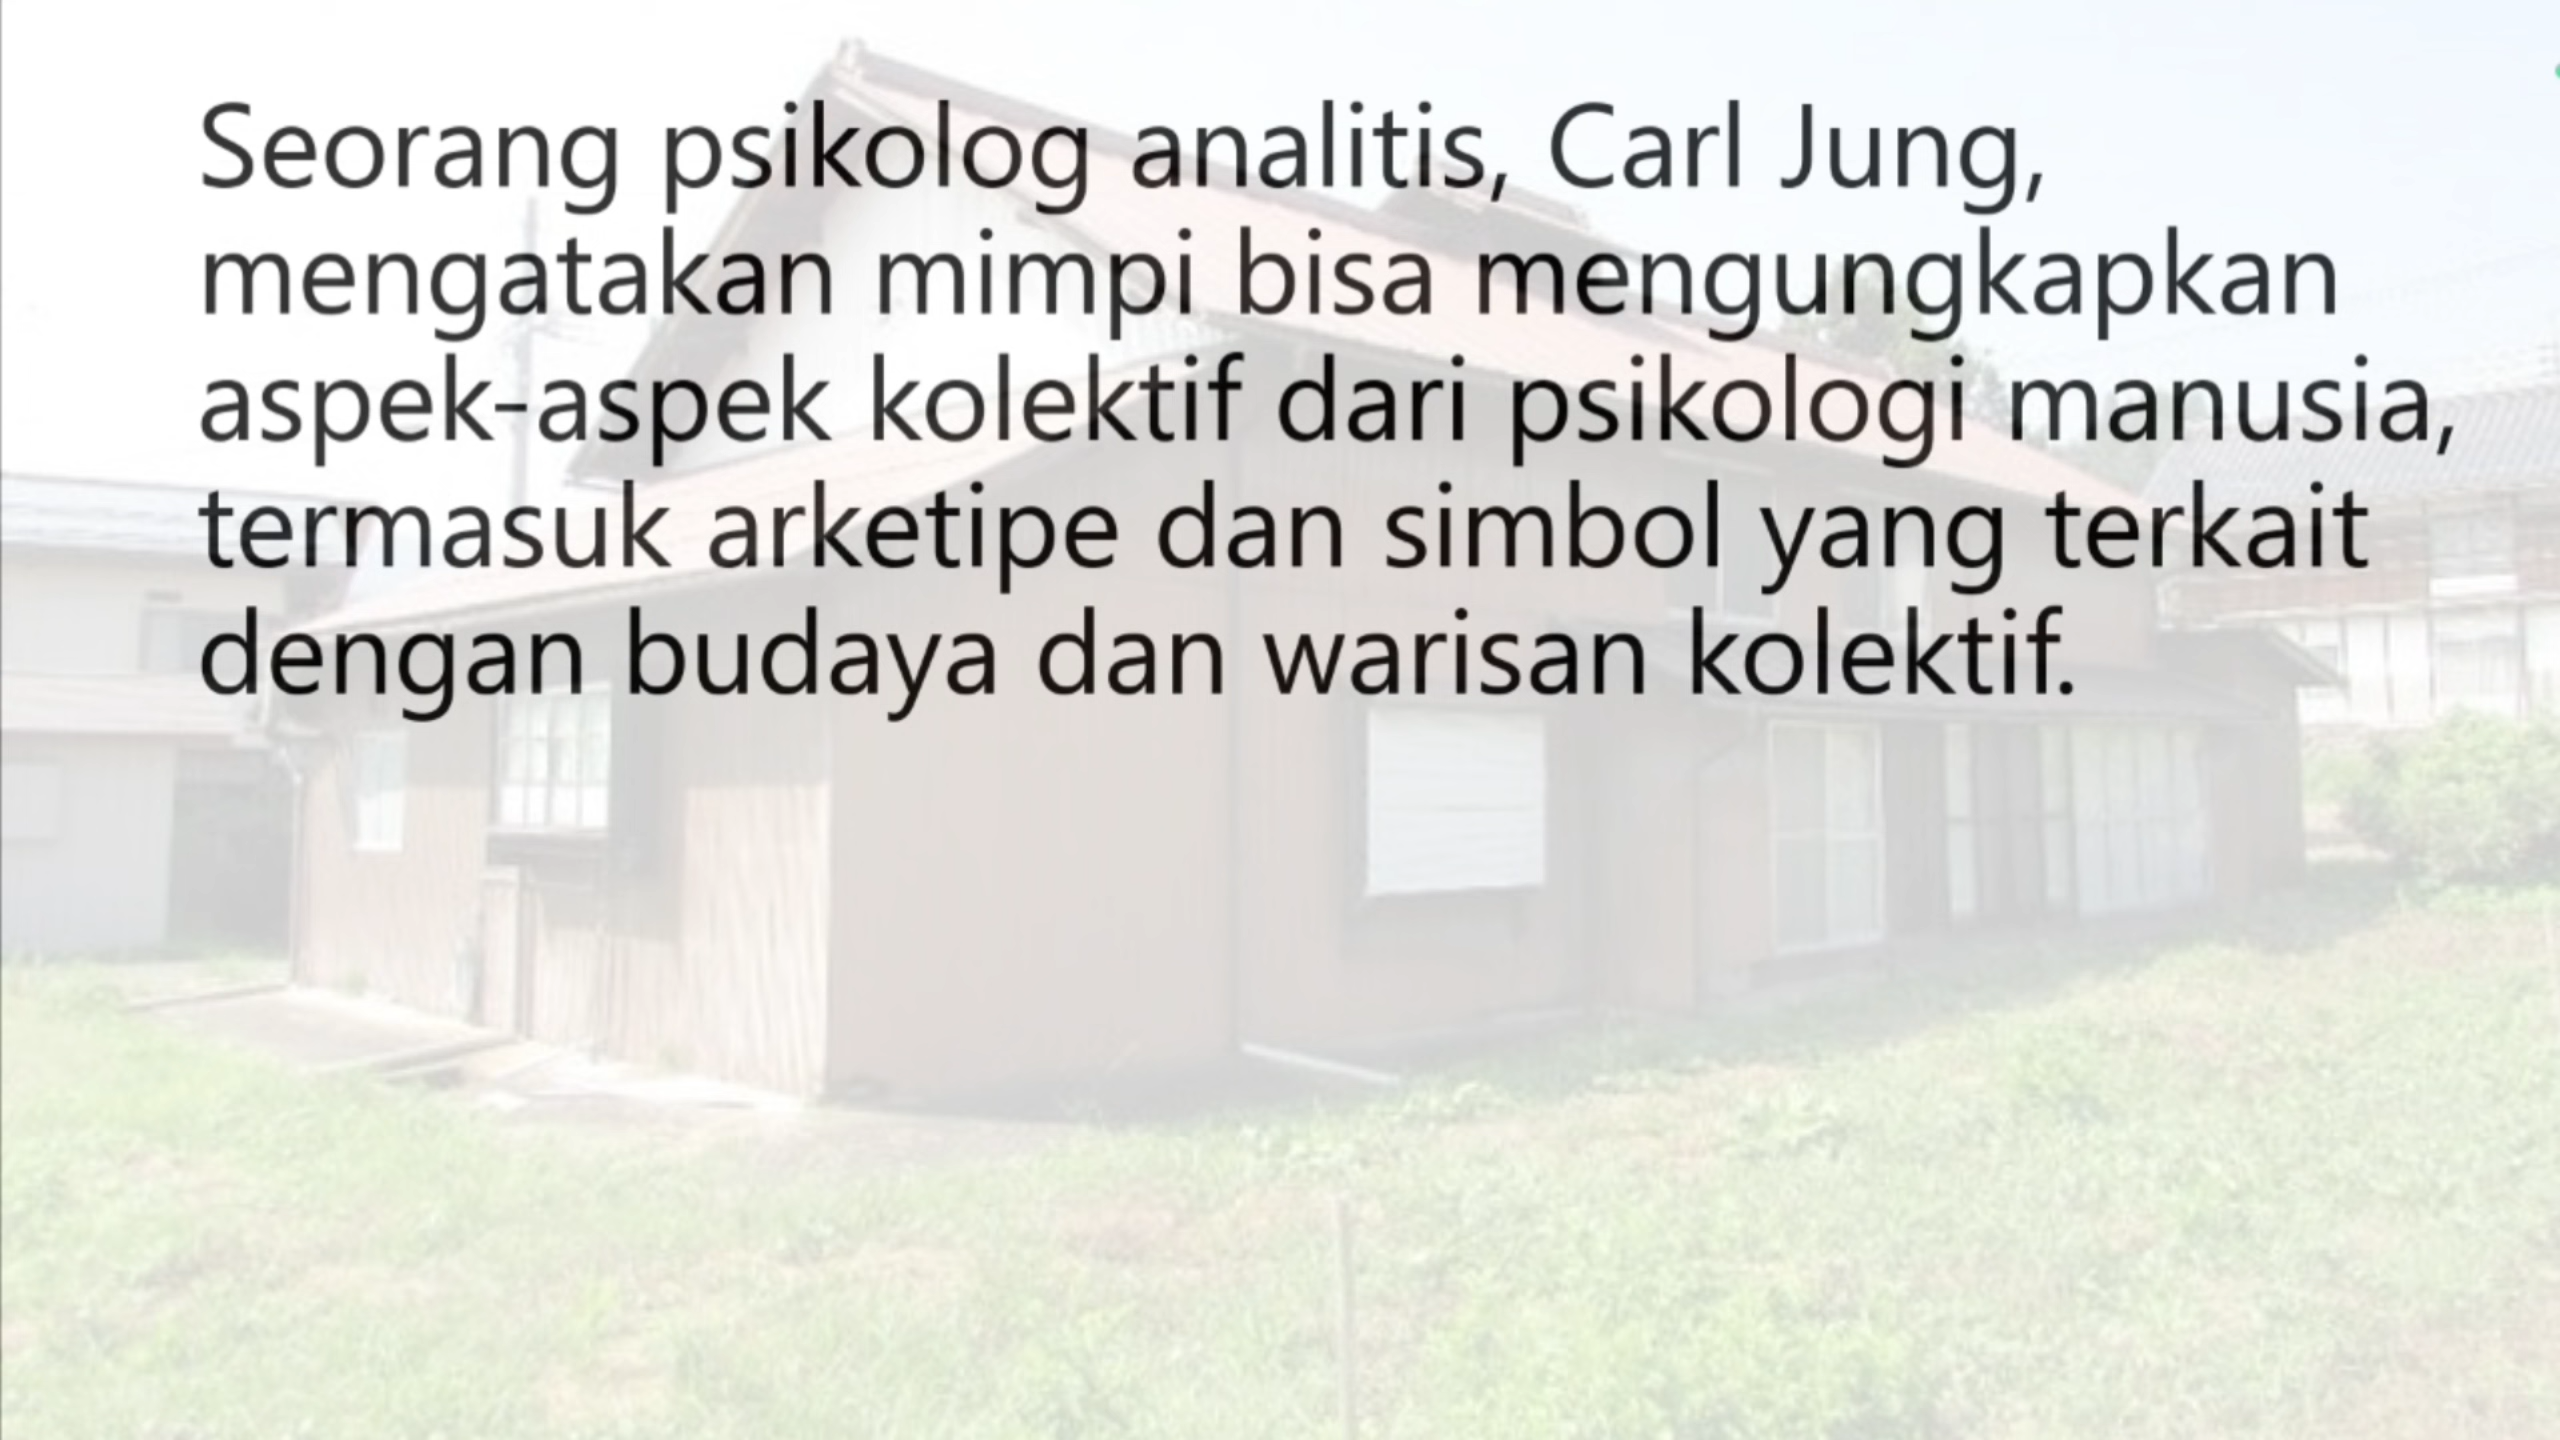 Seorang psikolog analitis, Carl Jung,
mengatakan mimpi bisa mengungkapkan
aspek-aspek kolektif dari psikologi manusia,
termasuk arketipe dan simbol yang terkait
dengan budaya dan warisan kolektif.